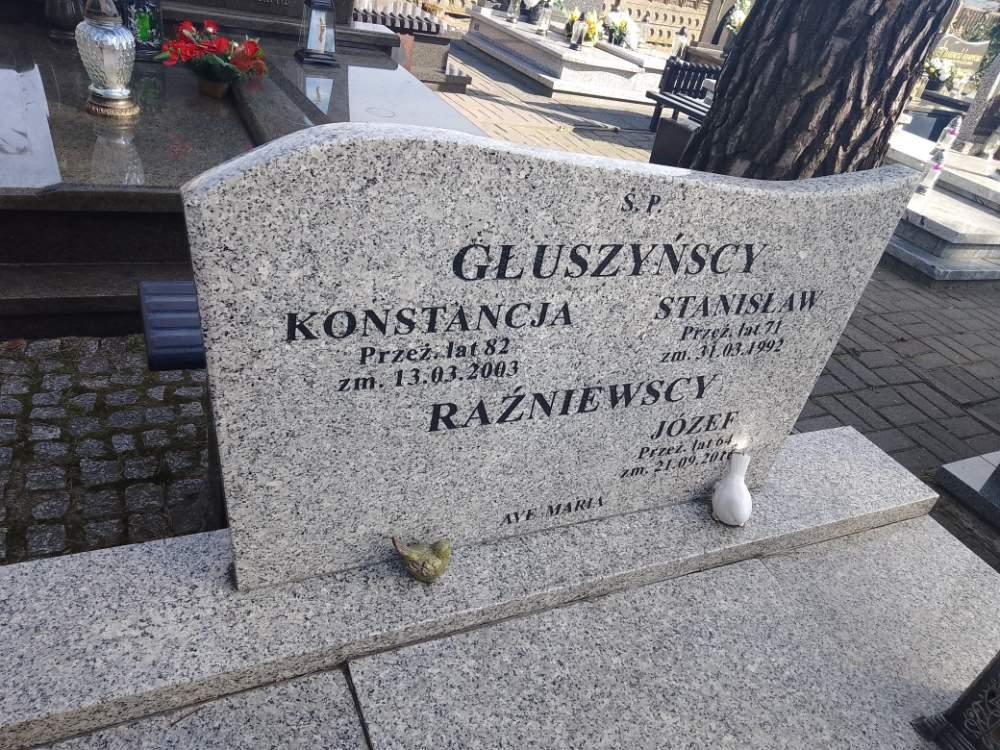 Ś. P.
GŁUSZYŃSCY
KONSTANCJA
Przeż. lat 82
zm. 13.03.2003
STANISŁAW
Przeż. lat 71
zm. 31.03.1992
RAŹNIEWSCY
JÓZEF
Przeż. lat 64
zm.
AVE MARIA